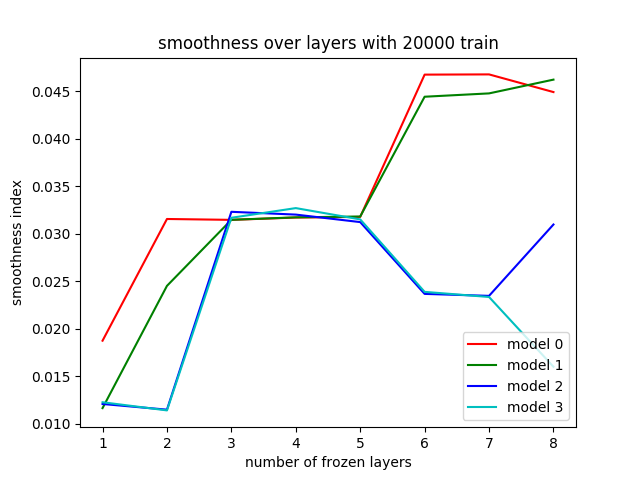 smoothness over layers with 20000 train
smoothness index
0.045
0.040
0.035
0.030
0.025
0.020
0.015
0.010
1 2 3 4 5 6 7 8
number of frozen layers
model 0
model 1
model 2
model 3